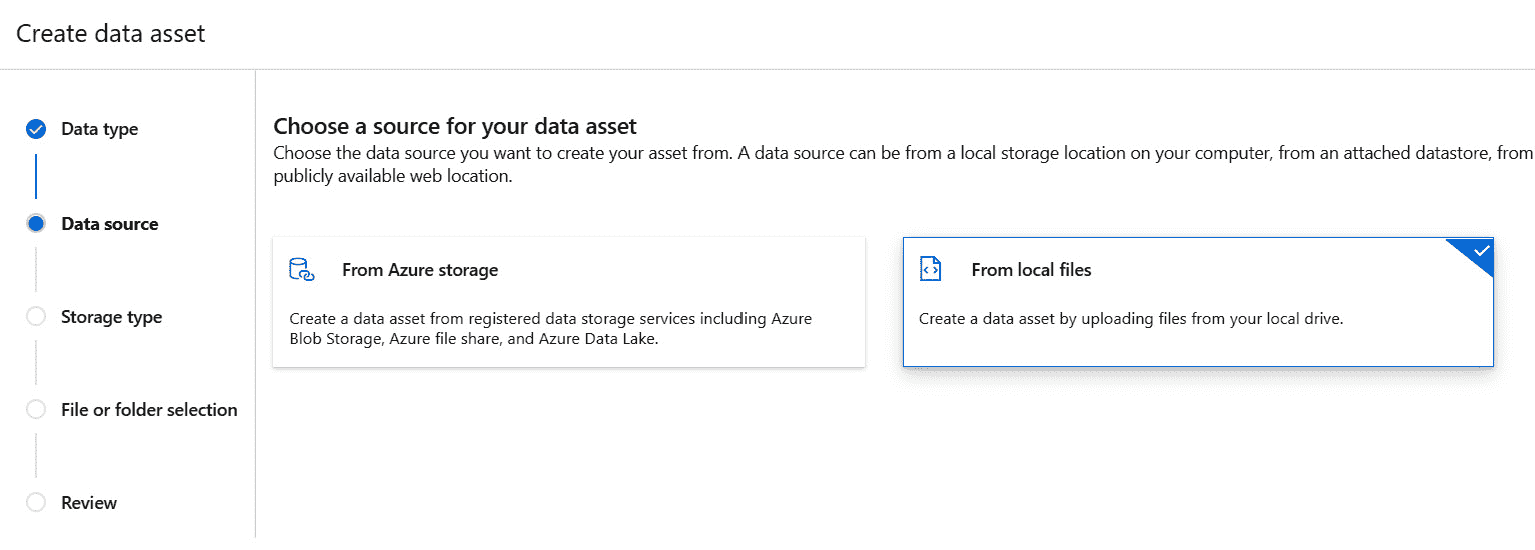 Create data asset
Data type
Data source
Storage type
File or folder selection
Review
Choose a source for your data asset
Choose the data source you want to create your asset from. A data source can be from a local storage location on your computer, from an attached datastore, from
publicly available web location.
From Azure storage
Create a data asset from registered data storage services including Azure
Blob Storage, Azure file share, and Azure Data Lake.
From local files
Create a data asset by uploading files from your local drive.